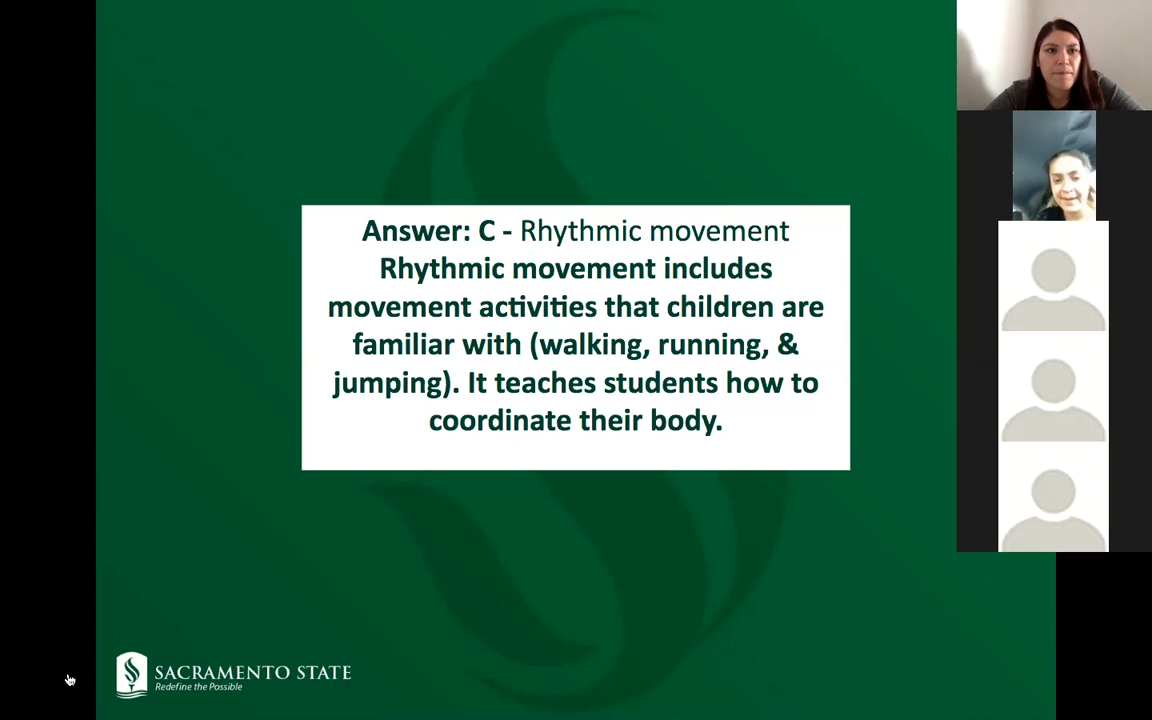 Answer: C - Rhythmic movement
Rhythmic movement includes
movement activities that children are
familiar with (walking, running, &
jumping). It teaches students how to
coordinate their body.
SACRAMENTO STATE
Redefine the Possible